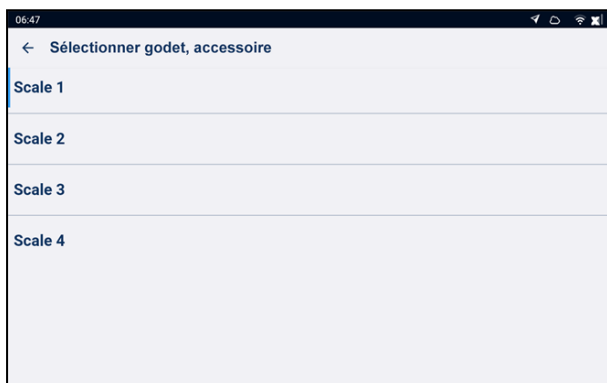 06:47
Sélectionner godet, accessoire
Scale 1
Scale 2
Scale 3
Scale 4